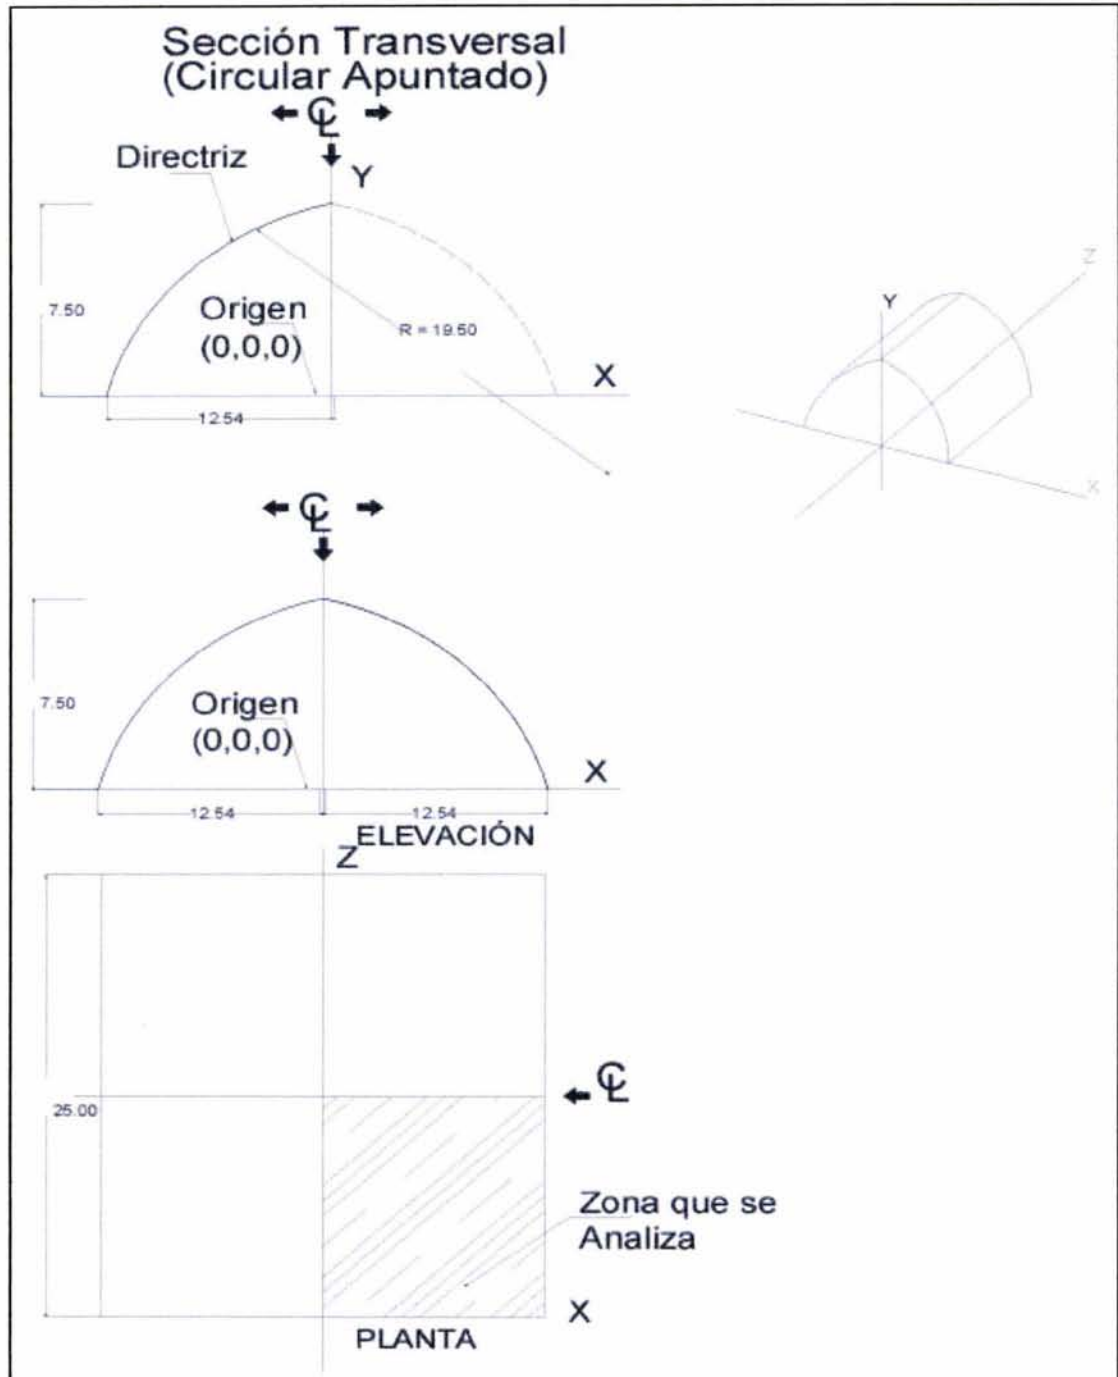 Sección Transversal
(Circular Apuntado)
℄
Directriz
Y
7.50
Origen
(0,0,0)
R = 19.50
X
12.54
Z
Y
X
℄
7.50
Origen
(0,0,0)
X
12.54
12.54
ELEVACIÓN
Z
25.00
℄
Zona que se
Analiza
X
PLANTA